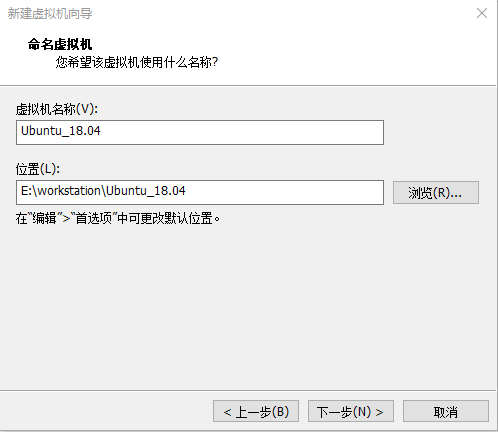 新建虚拟机向导
命名虚拟机
您希望该虚拟机使用什么名称?
虚拟机名称(V):
Ubuntu_18.04
位置(L):
E:\workstation\Ubuntu_18.04
浏览(R)...
在“编辑”>“首选项”中可更改默认位置。
< 上一步(B)
下一步(N) >
取消